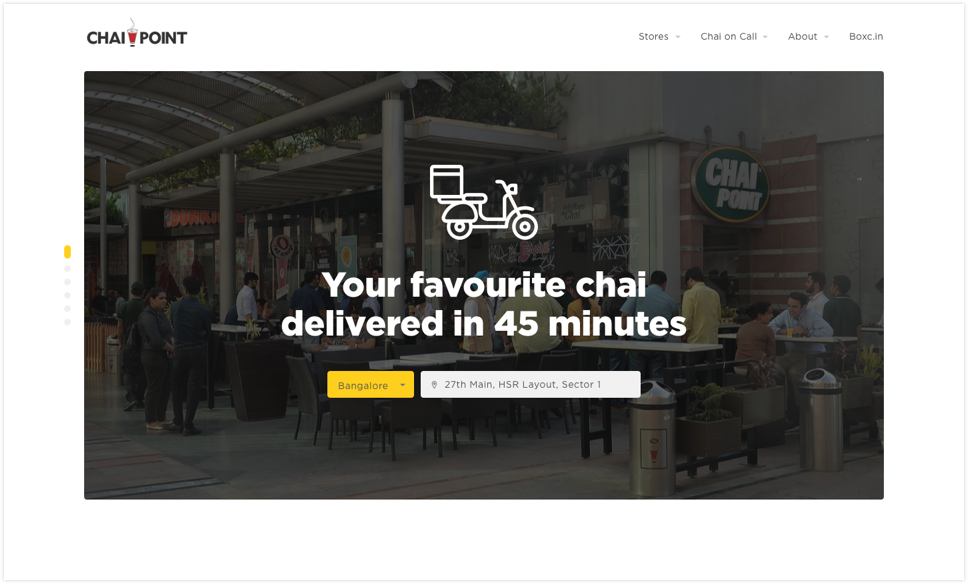 CHAI POINT
Stores
Chai on Call
About
Boxc.in
CHAI
POINT
Your favourite chai
delivered in 45 minutes
Bangalore
27th Main, HSR Layout, Sector 1